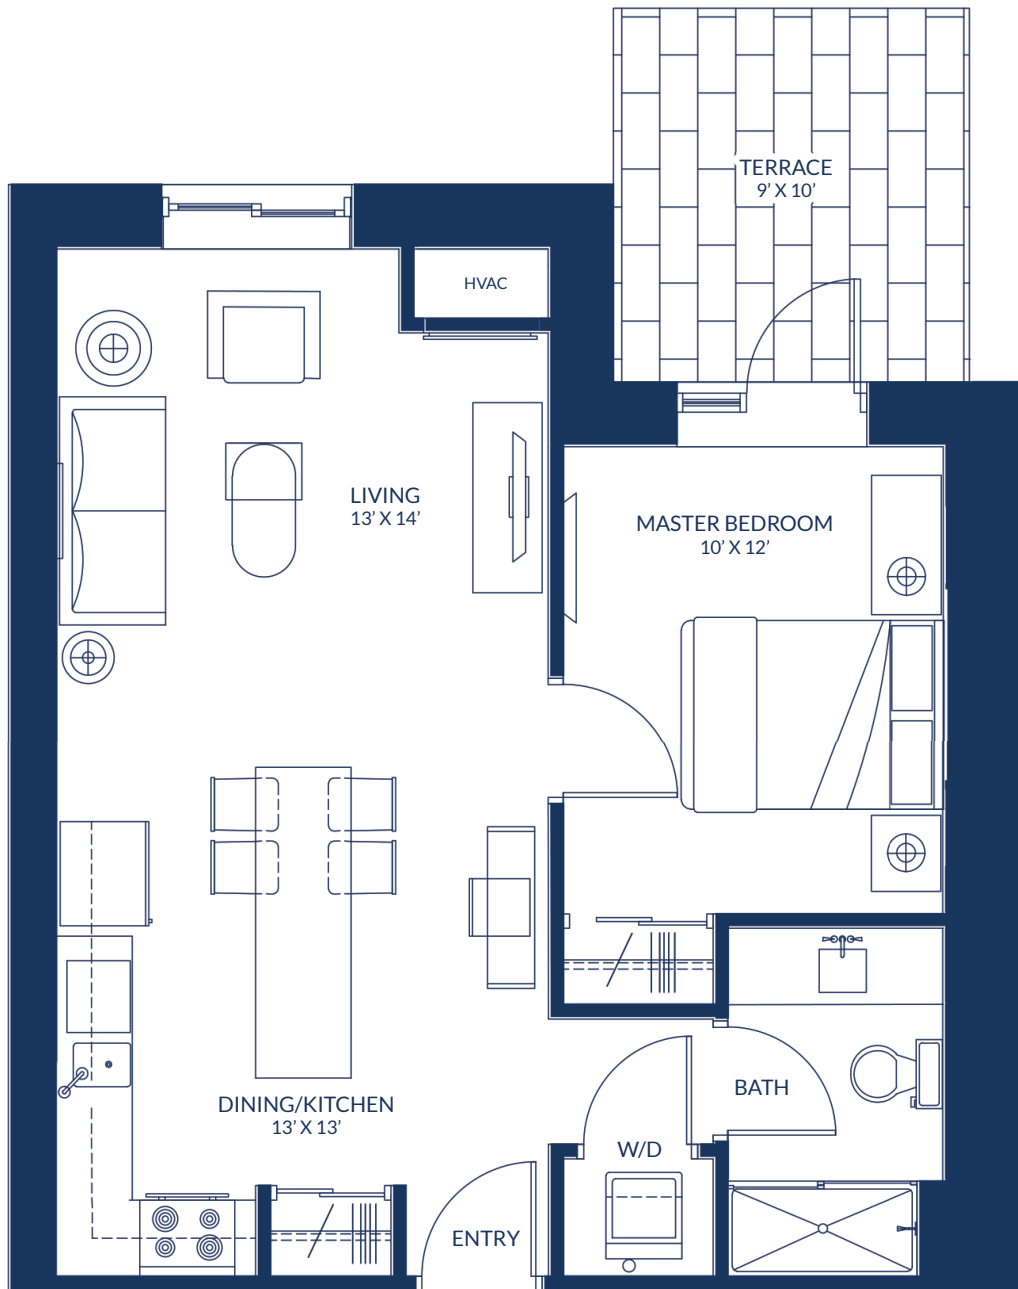 TERRACE
9’ X 10’
HVAC
LIVING
13’ X 14’
MASTER BEDROOM
10’ X 12’
DINING/KITCHEN
13’ X 13’
BATH
W/D
ENTRY